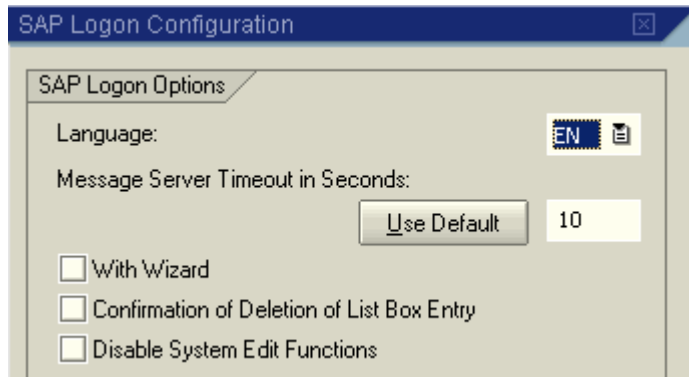 SAP Logon Configuration
SAP Logon Options
Language: EN
Message Server Timeout in Seconds:
Use Default 10
With Wizard
Confirmation of Deletion of List Box Entry
Disable System Edit Functions